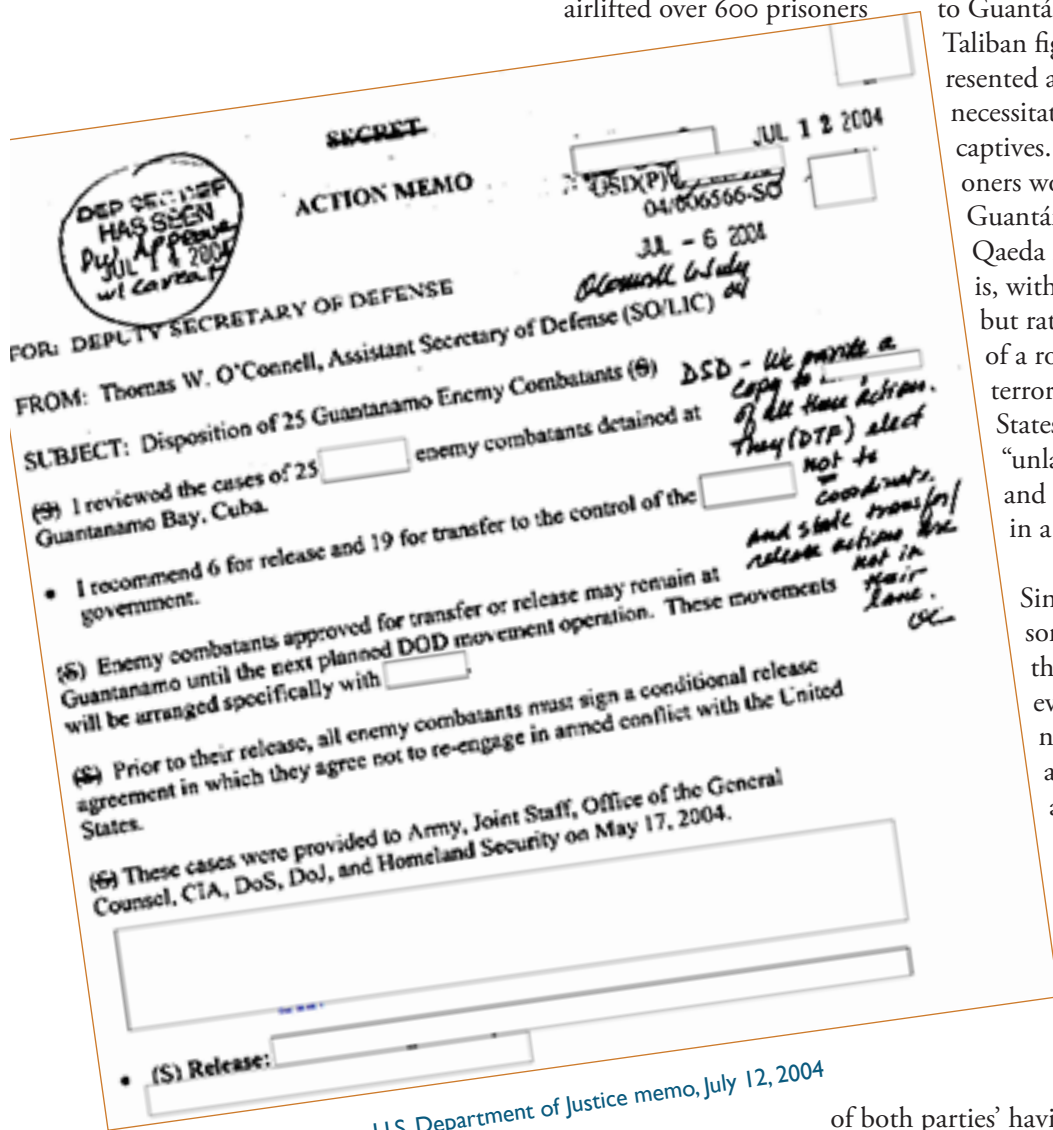 airlifted over 600 prisoners
SECRET
ACTION MEMO
DEP SEC DEF
HAS SEEN
JUL 14 2004
w/ Caveat
JUL 12 2004
OSD(P)
04/006566-SO
JUL - 6 2004
FOR: DEPUTY SECRETARY OF DEFENSE
FROM: Thomas W. O'Connell, Assistant Secretary of Defense (SO/LIC)
SUBJECT: Disposition of 25 Guantanamo Enemy Combatants (S)
(S) I reviewed the cases of 25 enemy combatants detained at
Guantanamo Bay, Cuba.
• I recommend 6 for release and 19 for transfer to the control of the
government.
(S) Enemy combatants approved for transfer or release may remain at
Guantanamo until the next planned DOD movement operation. These movements
will be arranged specifically with .
(S) Prior to their release, all enemy combatants must sign a conditional release
agreement in which they agree not to re-engage in armed conflict with the United
States.
(S) These cases were provided to Army, Joint Staff, Office of the General
Counsel, CIA, DoS, DoJ, and Homeland Security on May 17, 2004.
• (S) Release:
DSD - We provide a
copy to
of all these actions.
They (DTF) elect
not to
coordinate.
and state transfer/
release actions are
not in
their
lane.
OC
U.S. Department of Justice memo, July 12, 2004
to Guantá
Taliban fig
resented a
necessitat
captives.
oners wo
Guantá
Qaeda
is, with
but rat
of a ro
terror
States
“unla
and
in a
Sin
son
th
ev
n
a
a
of both parties’ havi